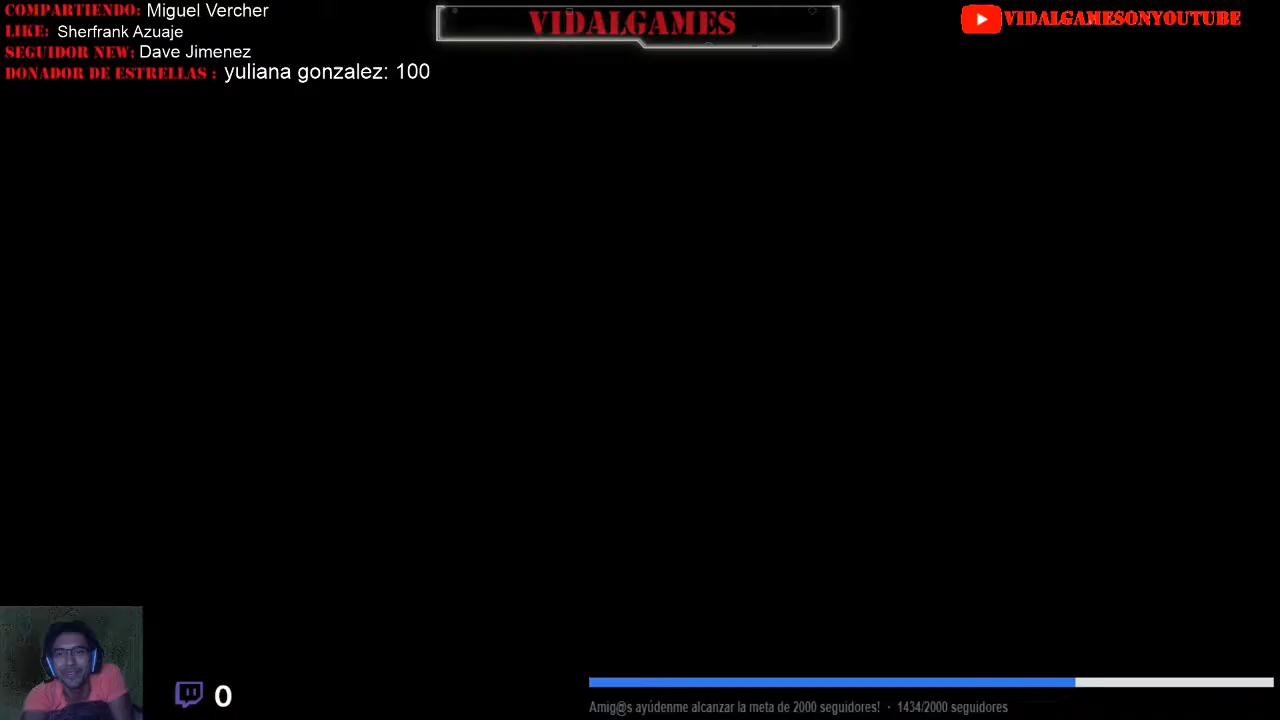 COMPARTIENDO: Miguel Vercher
LIKE: Sherfrank Azuaje
SEGUIDOR NEW: Dave Jimenez
DONADOR DE ESTRELLAS : yuliana gonzalez: 100
VIDALGAMES
VIDALGAMESONYOUTUBE
0
Amig@s ayúdenme alcanzar la meta de 2000 seguidores! · 1434/2000 seguidores